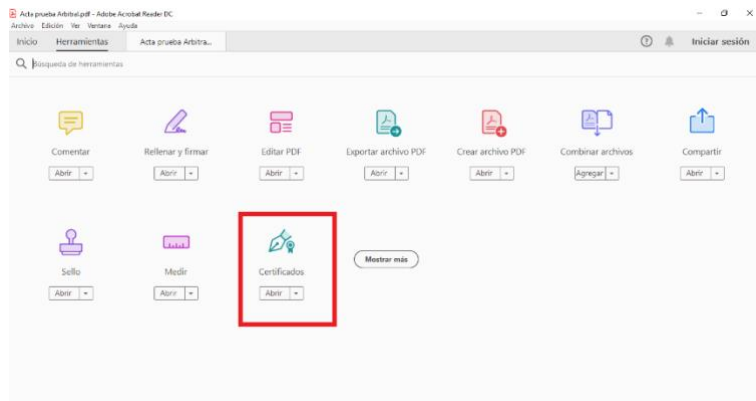 Acta prueba Arbitral.pdf - Adobe Acrobat Reader DC
Archivo Edición Ver Ventana Ayuda
Inicio Herramientas Acta prueba Arbitra... Iniciar sesión
Búsqueda de herramientas
Comentar Rellenar y firmar Editar PDF Exportar archivo PDF Crear archivo PDF Combinar archivos Compartir
Abrir Abrir Abrir Abrir Abrir Agregar Abrir
Mostrar más
Sello Medir Certificados
Abrir Abrir Abrir